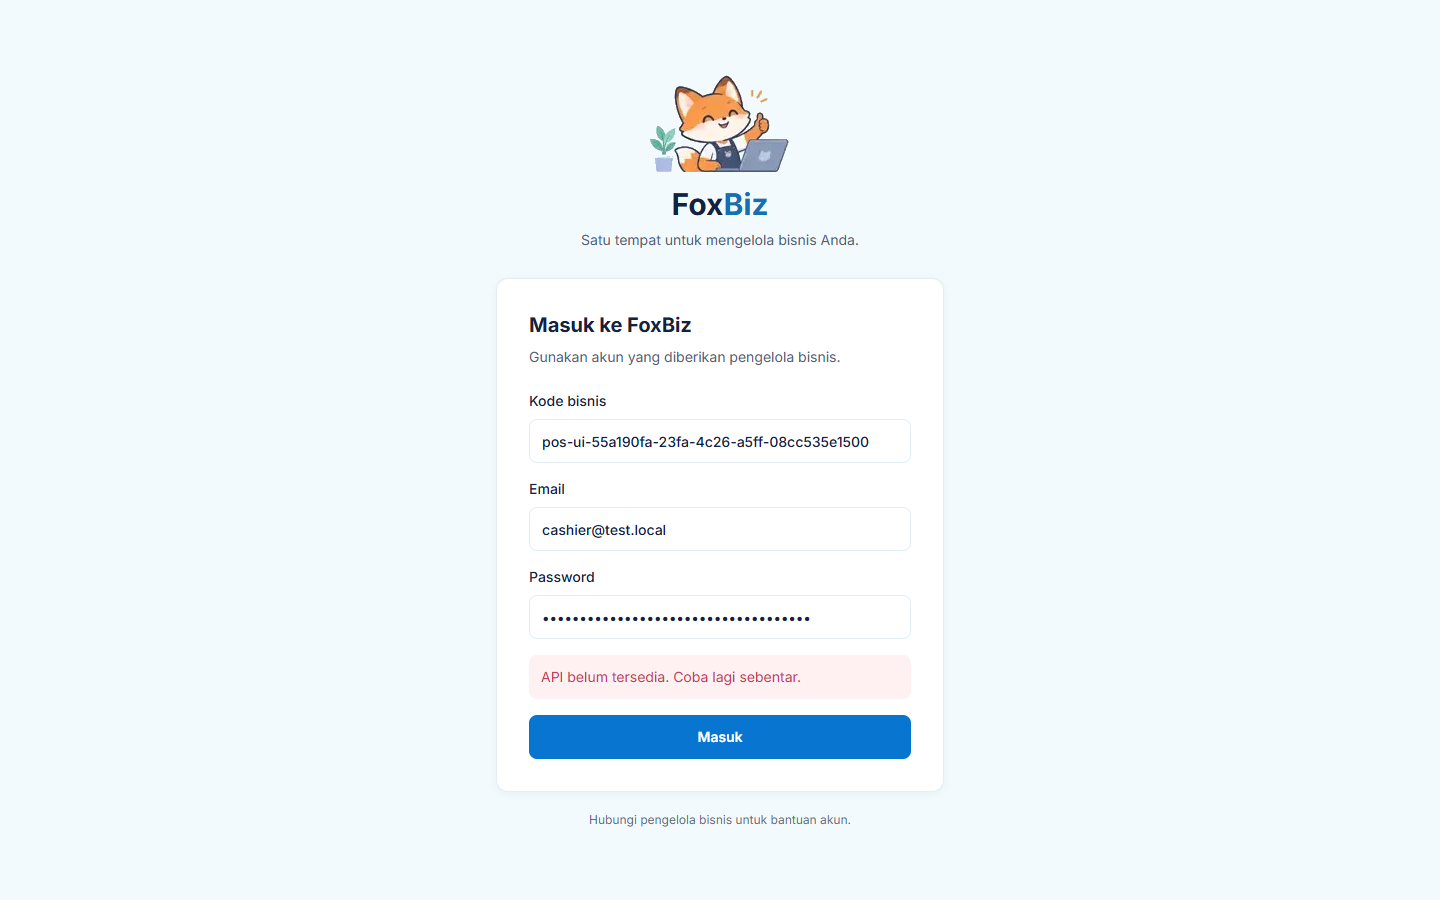 FoxBiz
Satu tempat untuk mengelola bisnis Anda.
Masuk ke FoxBiz
Gunakan akun yang diberikan pengelola bisnis.
Kode bisnis
pos-ui-55a190fa-23fa-4c26-a5ff-08cc535e1500
Email
cashier@test.local
Password
••••••••••••••••••••••••••••••••••••
API belum tersedia. Coba lagi sebentar.
Masuk
Hubungi pengelola bisnis untuk bantuan akun.